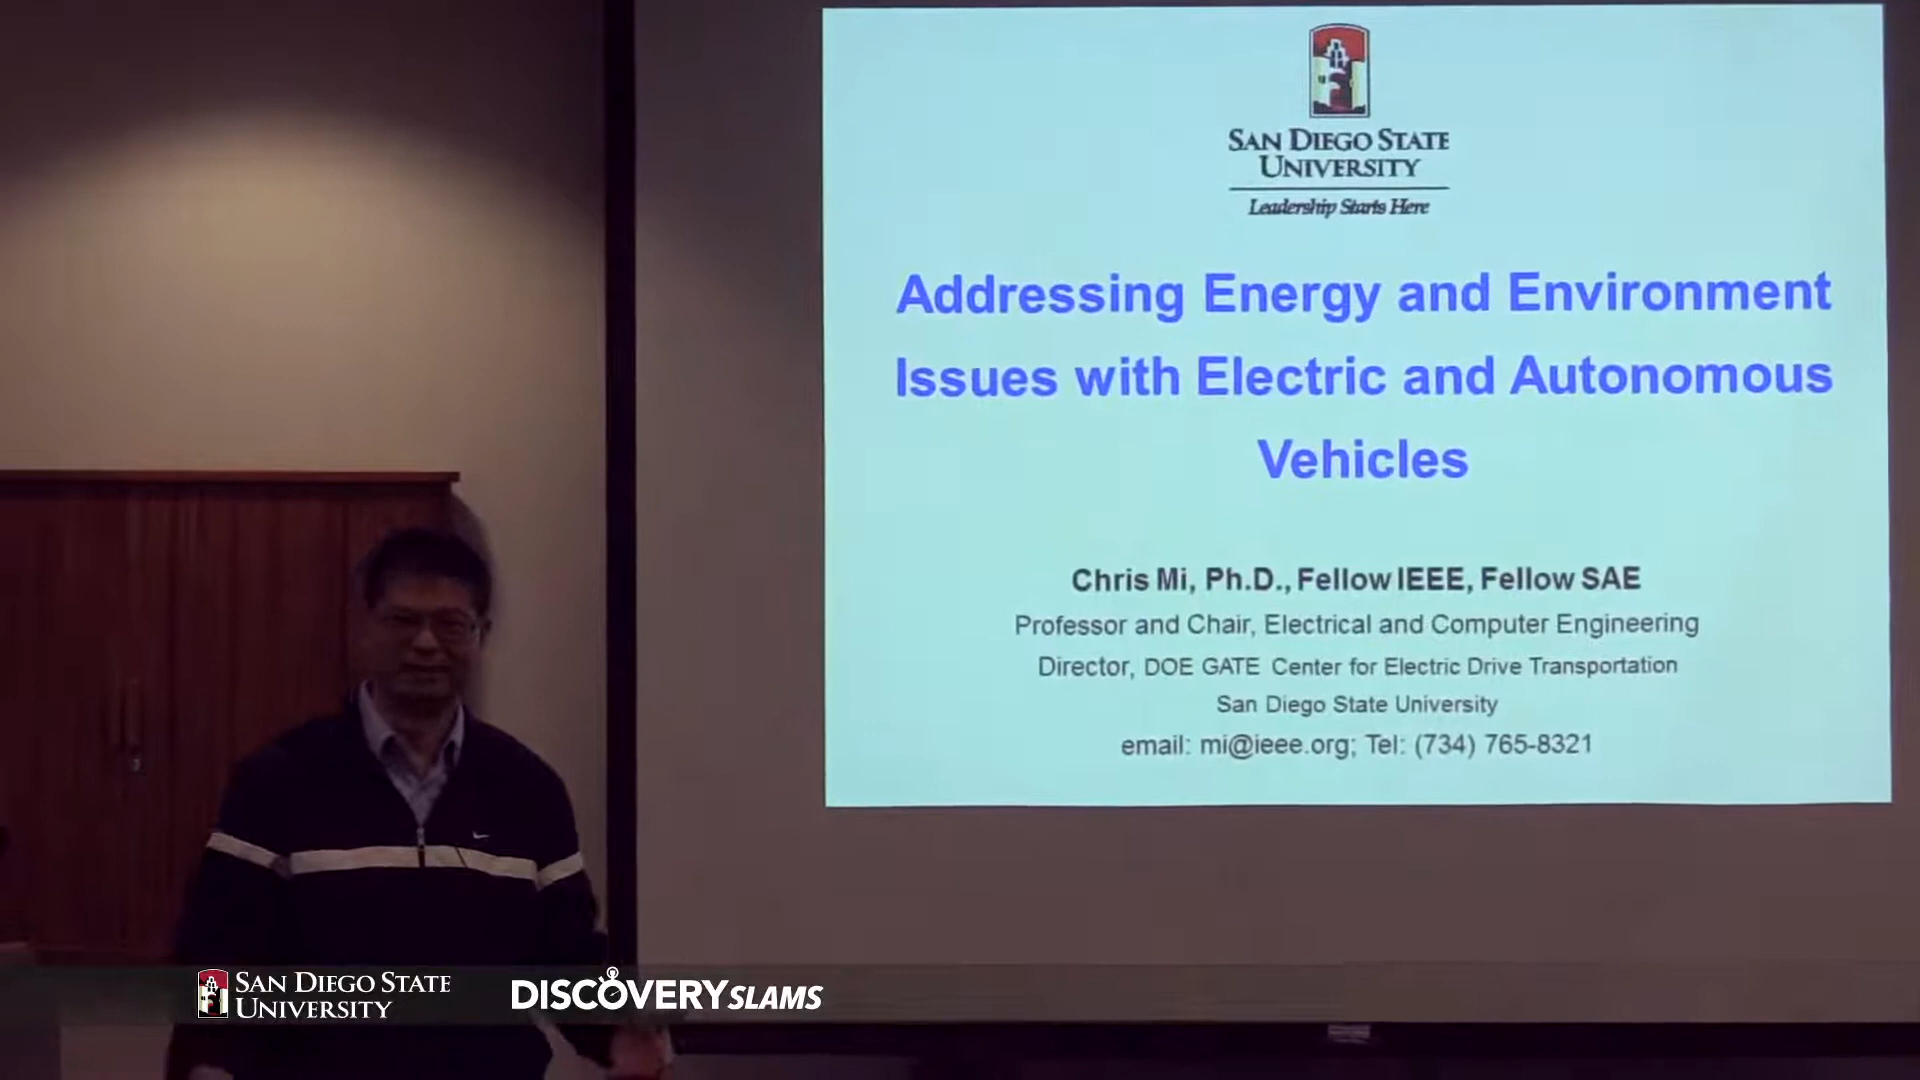 SAN DIEGO STATE
UNIVERSITY
Leadership Starts Here
Addressing Energy and Environment
Issues with Electric and Autonomous
Vehicles
Chris Mi, Ph.D., Fellow IEEE, Fellow SAE
Professor and Chair, Electrical and Computer Engineering
Director, DOE GATE Center for Electric Drive Transportation
San Diego State University
email: mi@ieee.org; Tel: (734) 765-8321
SAN DIEGO STATE
UNIVERSITY
DISCOVERY SLAMS